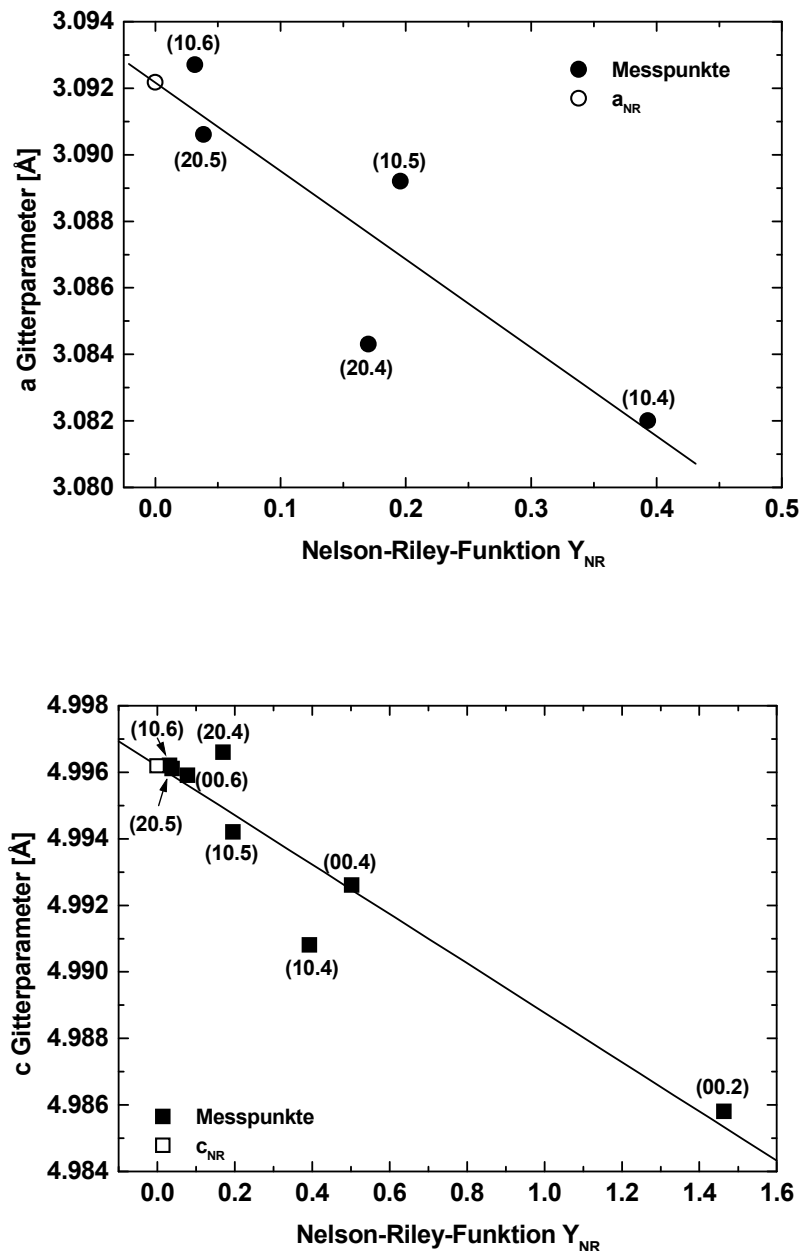 3.094
3.092
3.090
3.088
3.086
3.084
3.082
3.080
a Gitterparameter [Å]
(10.6)
(20.5)
(10.5)
(20.4)
(10.4)
Messpunkte
a_NR
0.0 0.1 0.2 0.3 0.4 0.5
Nelson-Riley-Funktion Y_NR
4.998
4.996
4.994
4.992
4.990
4.988
4.986
4.984
c Gitterparameter [Å]
(10.6) (20.4)
(00.6)
(20.5)
(10.5)
(00.4)
(10.4)
(00.2)
Messpunkte
c_NR
0.0 0.2 0.4 0.6 0.8 1.0 1.2 1.4 1.6
Nelson-Riley-Funktion Y_NR